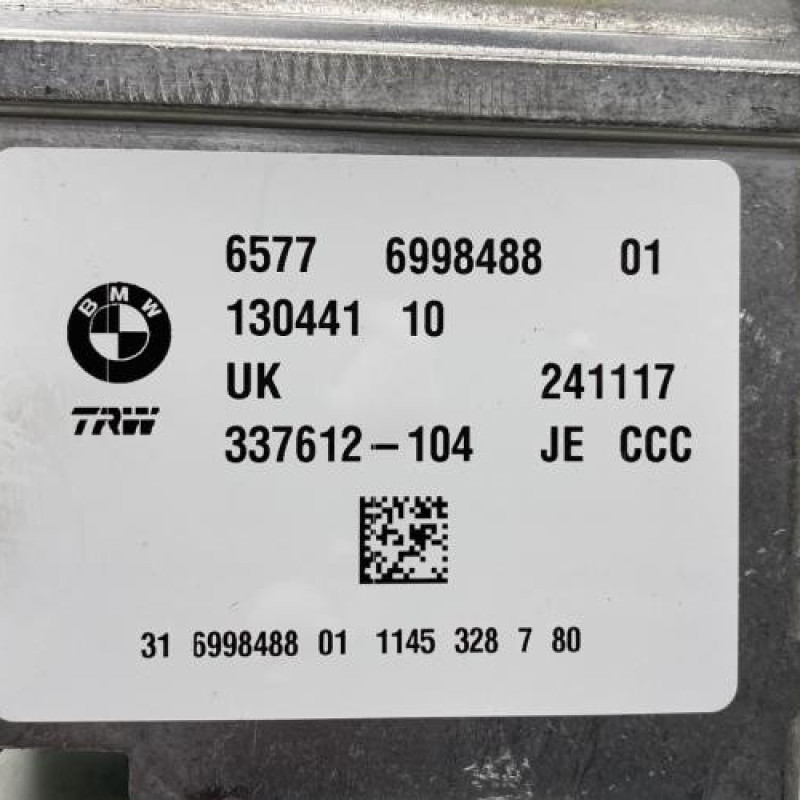 6577 6998488 01
BMW
130441 10
UK 241117
TRW
337612-104 JE CCC
31 6998488 01 1145 328 7 80